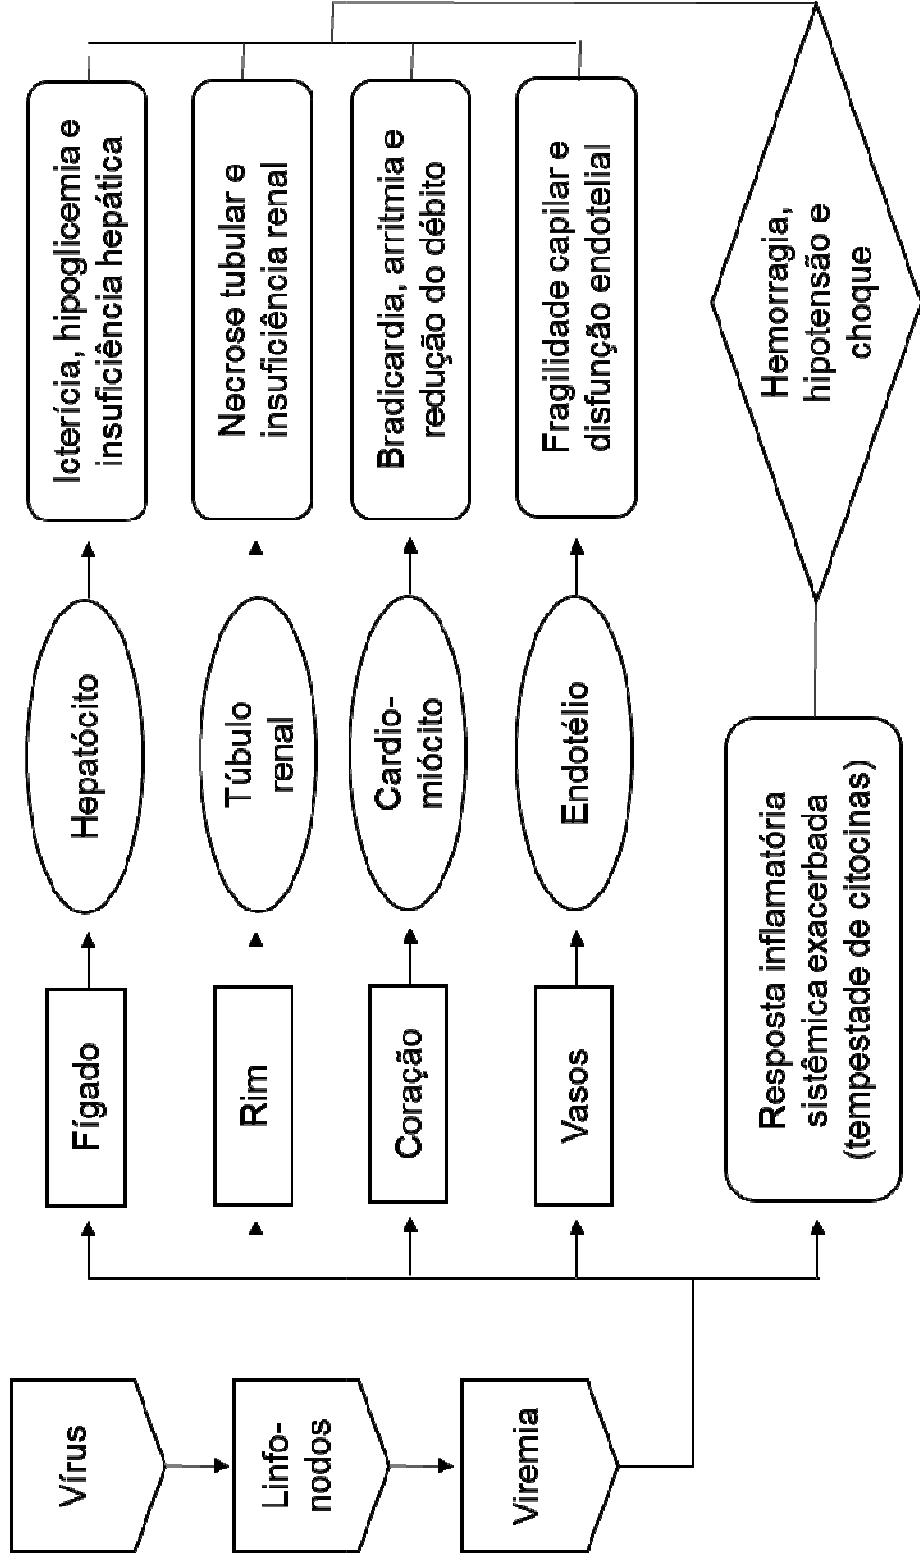 Vírus
Linfo-
nodos
Viremia
Fígado
Rim
Coração
Vasos
Resposta inflamatória
sistêmica exacerbada
(tempestade de citocinas)
Hepatócito
Túbulo
renal
Cardio-
miócito
Endotélio
Icterícia, hipoglicemia e
insuficiência hepática
Necrose tubular e
insuficiência renal
Bradicardia, arritmia e
redução do débito
Fragilidade capilar e
disfunção endotelial
Hemorragia,
hipotensão e
choque